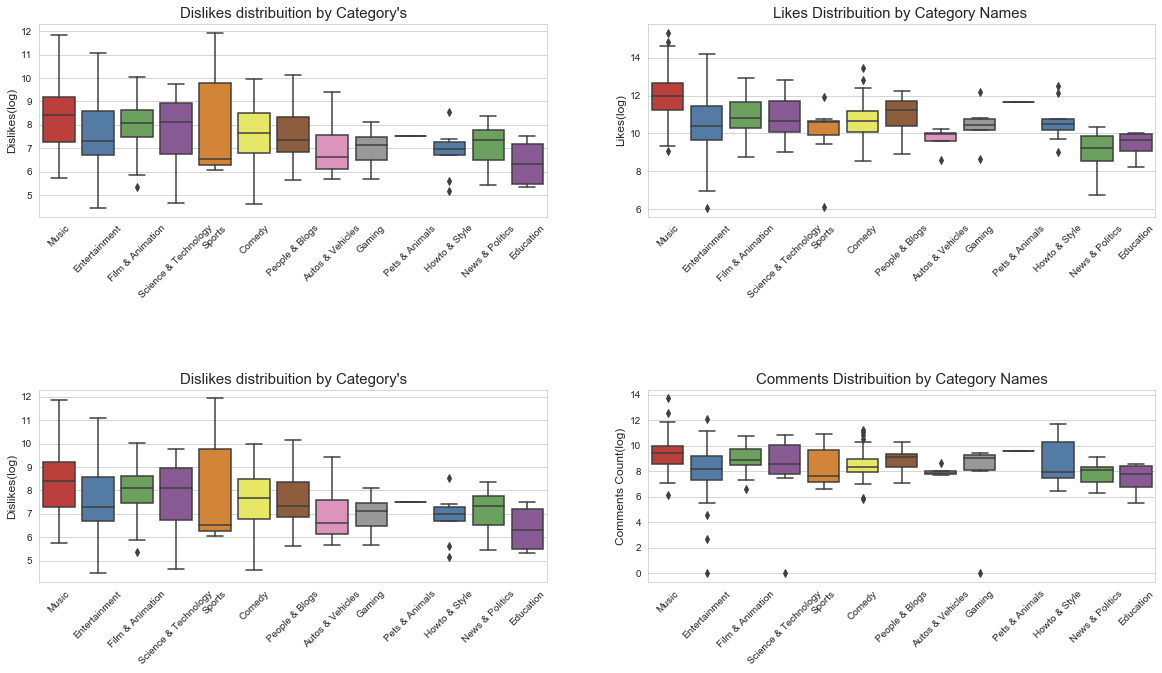 Dislikes distribuition by Category's
Dislikes(log)
12
11
10
9
8
7
6
5
Music
Entertainment
Film & Animation
Science & Technology
Sports
Comedy
People & Blogs
Autos & Vehicles
Gaming
Pets & Animals
Howto & Style
News & Politics
Education
Likes Distribuition by Category Names
Likes(log)
14
12
10
8
6
Music
Entertainment
Film & Animation
Science & Technology
Sports
Comedy
People & Blogs
Autos & Vehicles
Gaming
Pets & Animals
Howto & Style
News & Politics
Education
Dislikes distribuition by Category's
Dislikes(log)
12
11
10
9
8
7
6
5
Music
Entertainment
Film & Animation
Science & Technology
Sports
Comedy
People & Blogs
Autos & Vehicles
Gaming
Pets & Animals
Howto & Style
News & Politics
Education
Comments Distribuition by Category Names
Comments Count(log)
14
12
10
8
6
4
2
0
Music
Entertainment
Film & Animation
Science & Technology
Sports
Comedy
People & Blogs
Autos & Vehicles
Gaming
Pets & Animals
Howto & Style
News & Politics
Education